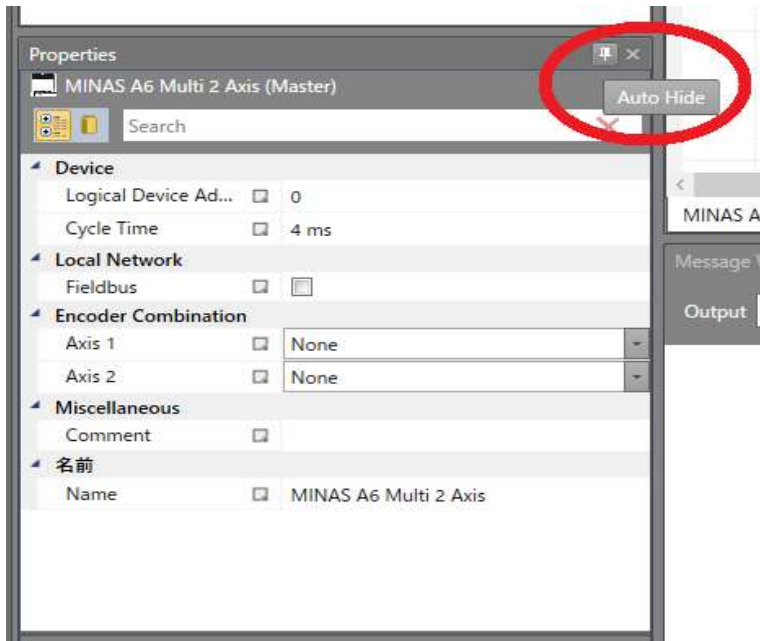 Properties
MINAS A6 Multi 2 Axis (Master)
Auto Hide
Search
Device
Logical Device Ad... 0
Cycle Time 4 ms
Local Network
Fieldbus
Encoder Combination
Axis 1 None
Axis 2 None
Miscellaneous
Comment
名前
Name MINAS A6 Multi 2 Axis
MINAS A
Message
Output